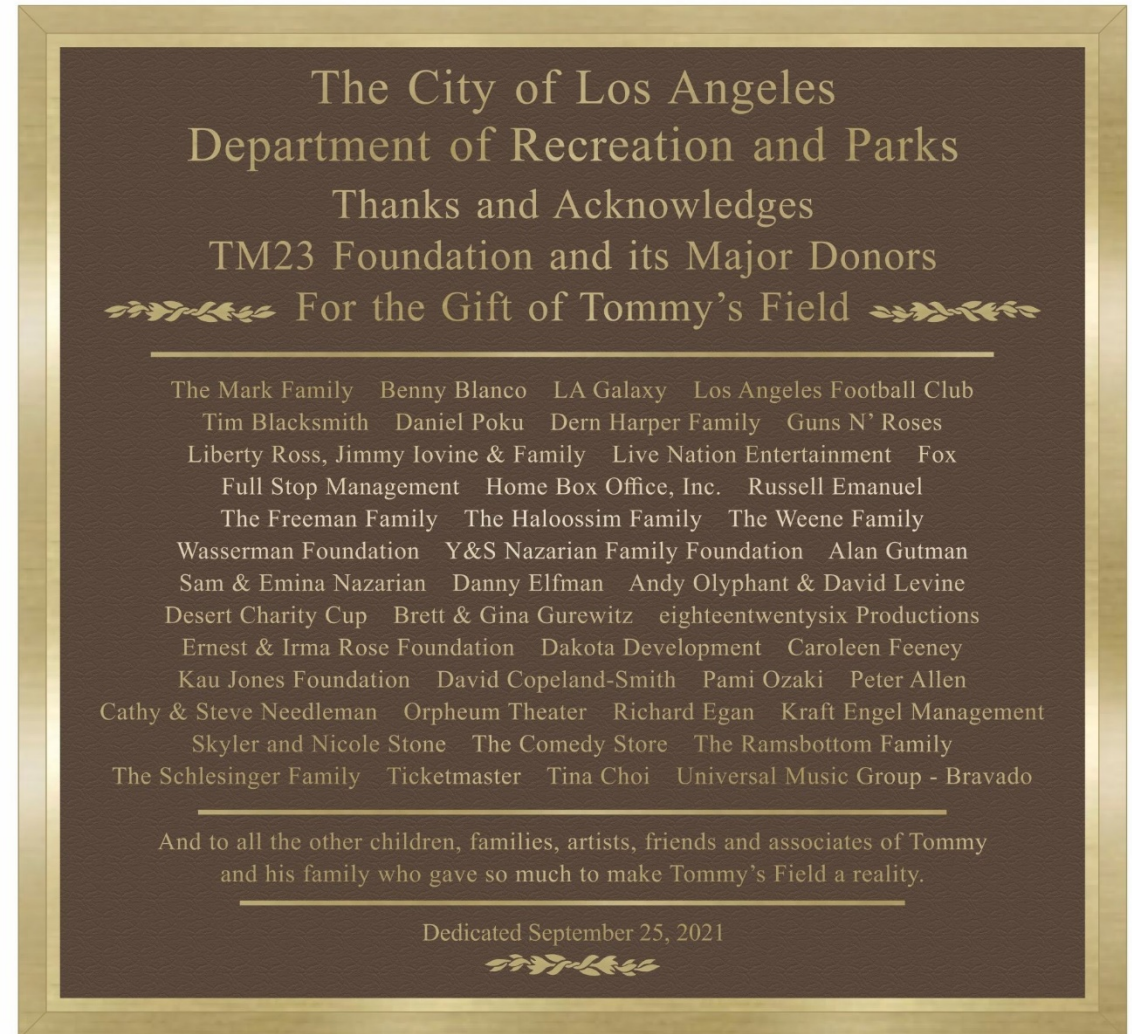 The City of Los Angeles
Department of Recreation and Parks
Thanks and Acknowledges
TM23 Foundation and its Major Donors
For the Gift of Tommy’s Field
The Mark Family Benny Blanco LA Galaxy Los Angeles Football Club
Tim Blacksmith Daniel Poku Dern Harper Family Guns N’ Roses
Liberty Ross, Jimmy Iovine & Family Live Nation Entertainment Fox
Full Stop Management Home Box Office, Inc. Russell Emanuel
The Freeman Family The Haloossim Family The Weene Family
Wasserman Foundation Y&S Nazarian Family Foundation Alan Gutman
Sam & Emina Nazarian Danny Elfman Andy Olyphant & David Levine
Desert Charity Cup Brett & Gina Gurewitz eighteentwentysix Productions
Ernest & Irma Rose Foundation Dakota Development Caroleen Feeney
Kau Jones Foundation David Copeland-Smith Pami Ozaki Peter Allen
Cathy & Steve Needleman Orpheum Theater Richard Egan Kraft Engel Management
Skyler and Nicole Stone The Comedy Store The Ramsbottom Family
The Schlesinger Family Ticketmaster Tina Choi Universal Music Group - Bravado
And to all the other children, families, artists, friends and associates of Tommy
and his family who gave so much to make Tommy’s Field a reality.
Dedicated September 25, 2021